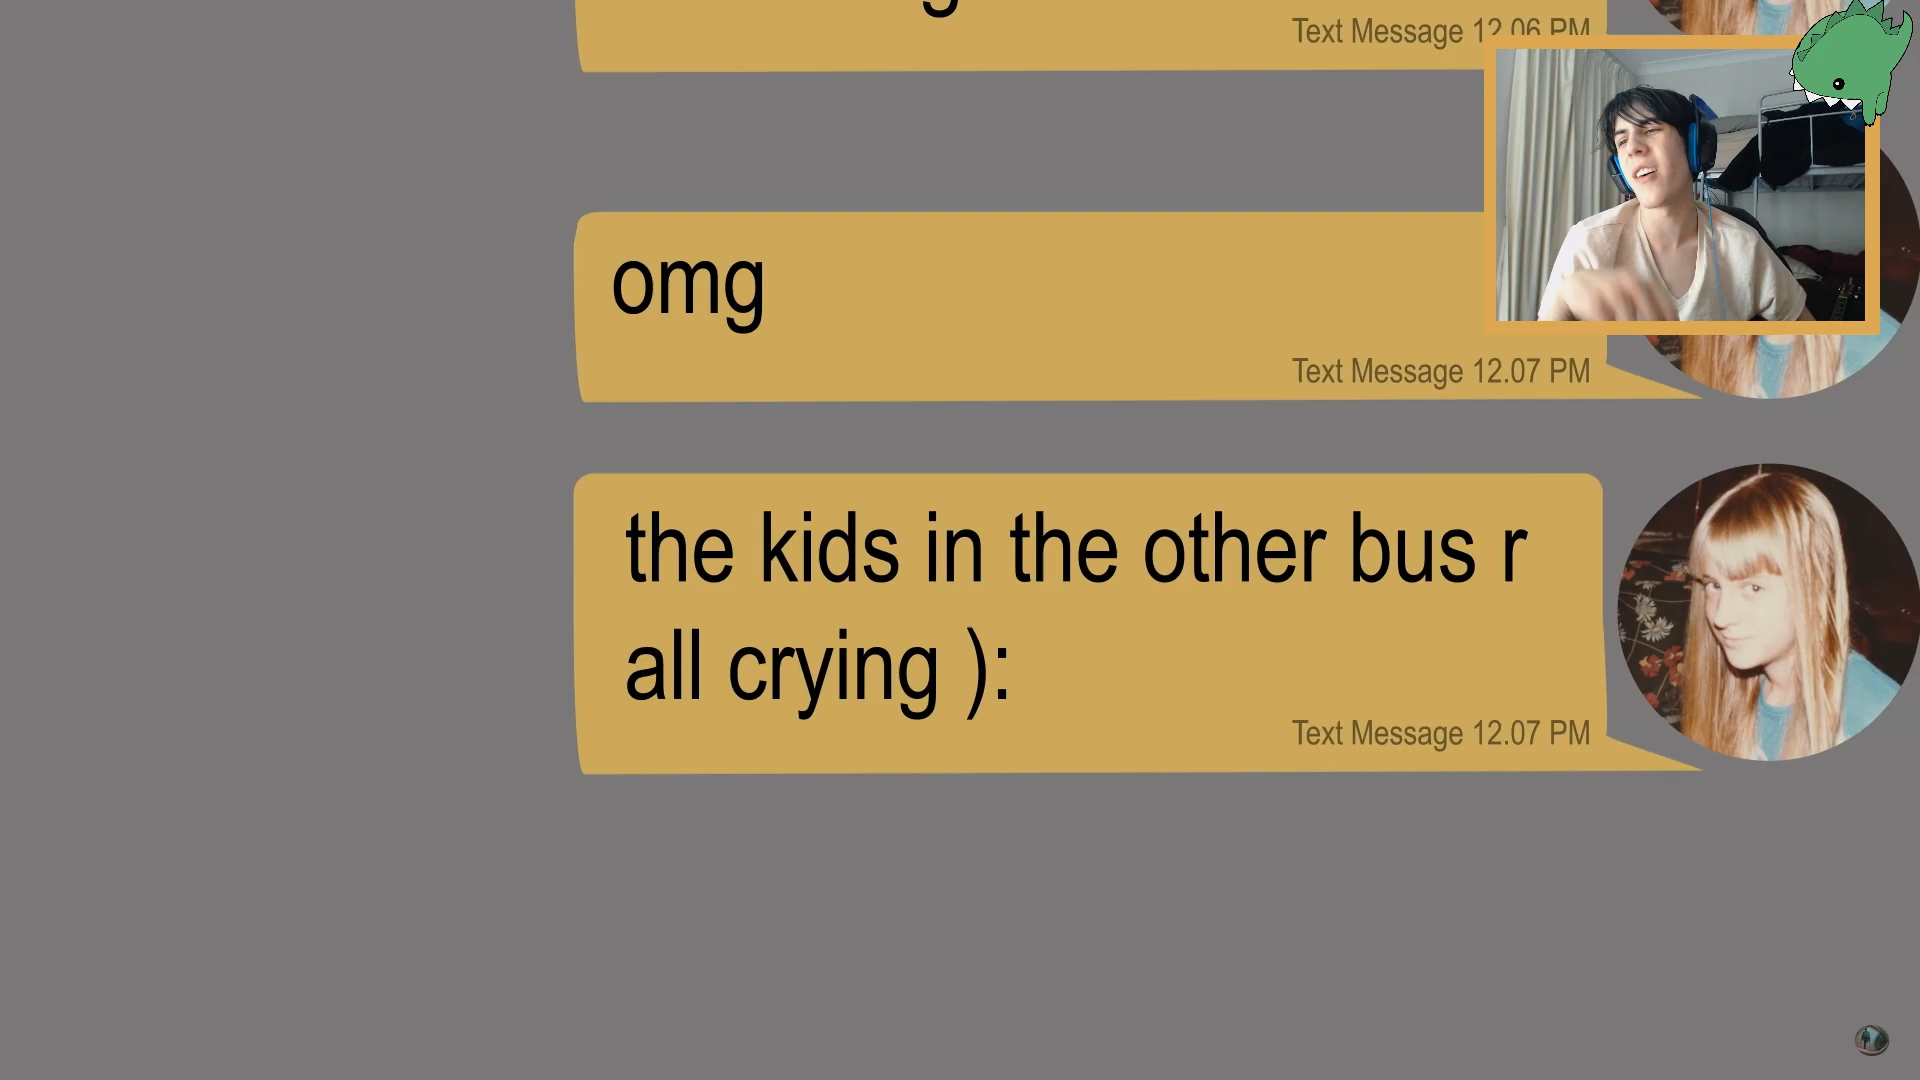 Text Message 12.06 PM
omg
Text Message 12.07 PM
the kids in the other bus r
all crying ):
Text Message 12.07 PM